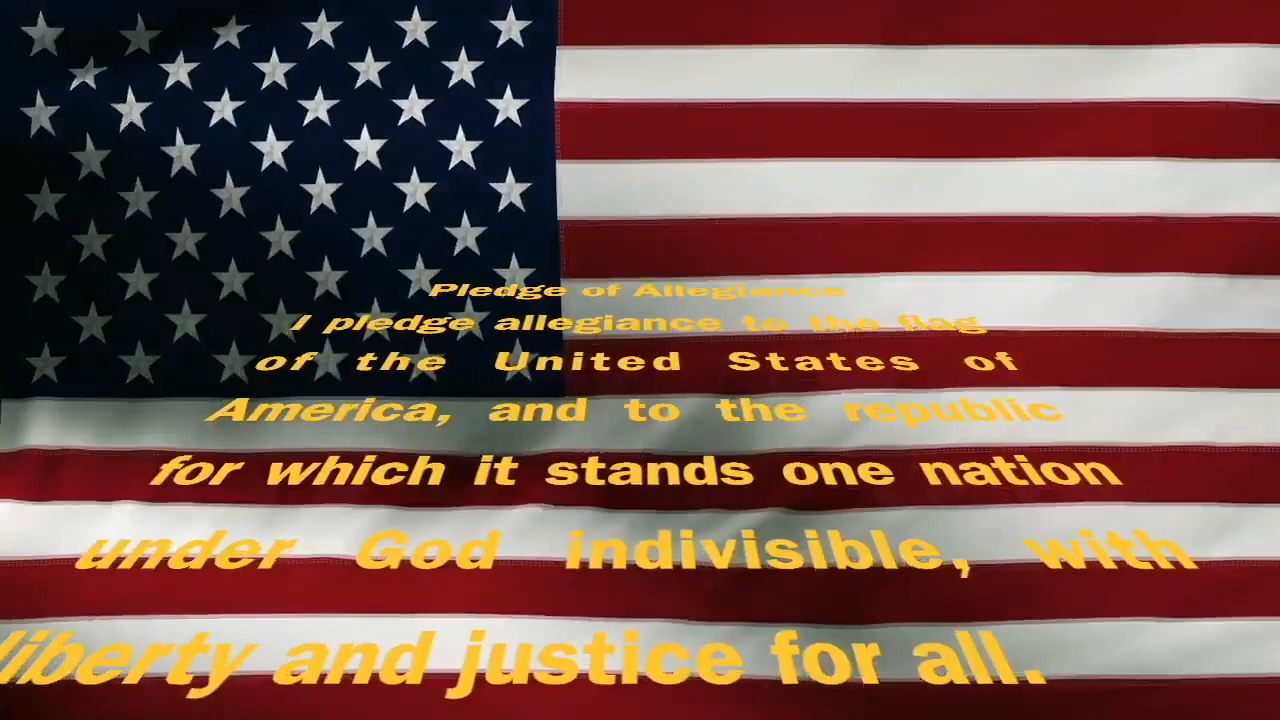 Pledge of Allegiance
I pledge allegiance to the flag
of the United States of
America, and to the republic
for which it stands one nation
under God indivisible, with
liberty and justice for all.